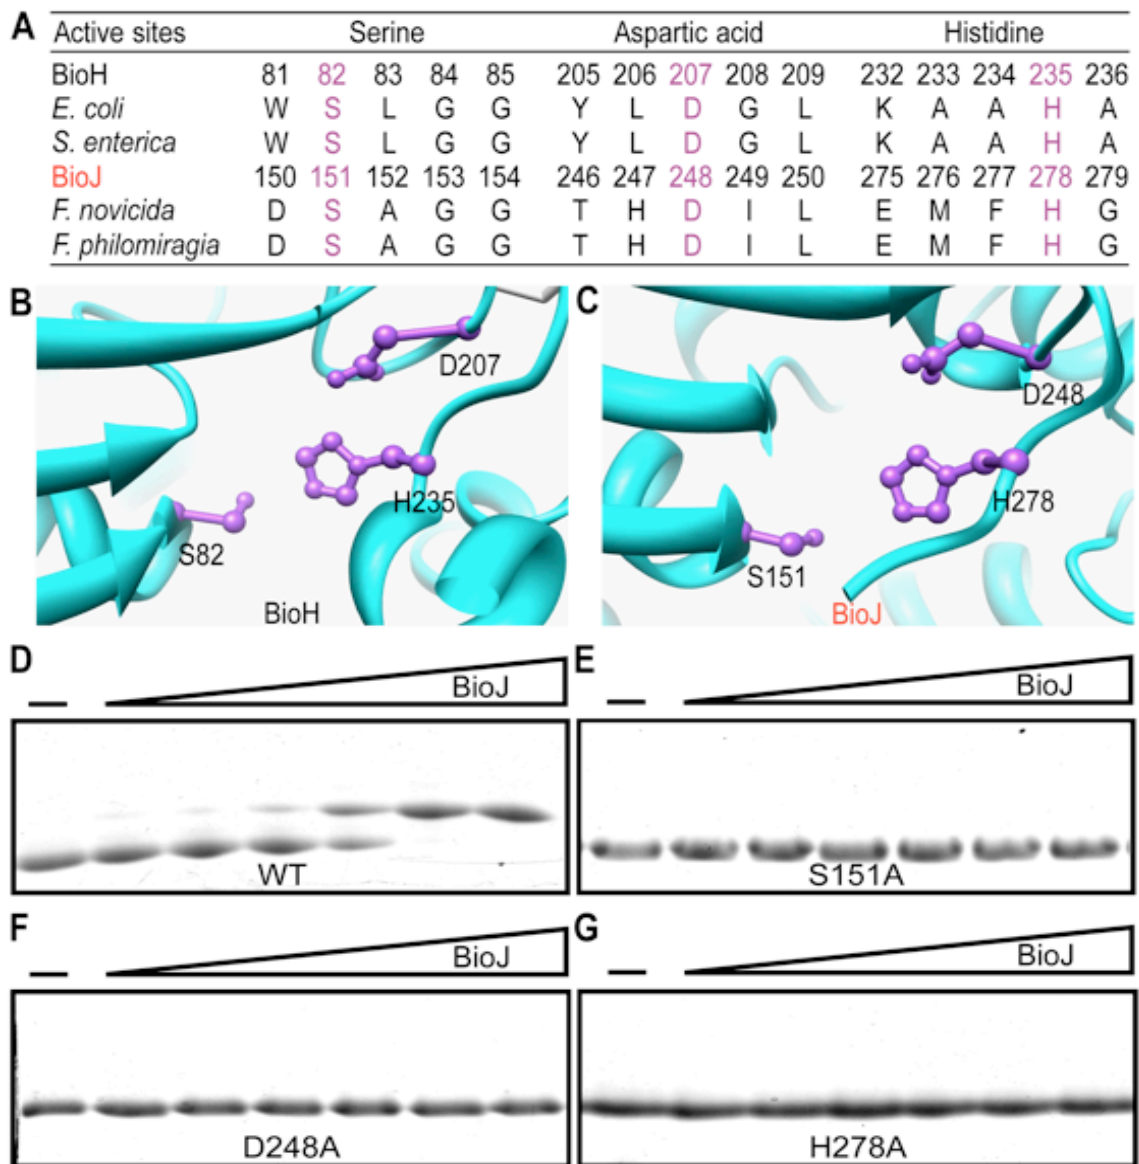 A Active sites Serine Aspartic acid Histidine
BioH 81 82 83 84 85 205 206 207 208 209 232 233 234 235 236
E. coli W S L G G Y L D G L K A A H A
S. enterica W S L G G Y L D G L K A A H A
BioJ 150 151 152 153 154 246 247 248 249 250 275 276 277 278 279
F. novicida D S A G G T H D I L E M F H G
F. philomiragia D S A G G T H D I L E M F H G
B
D207
H235
S82
BioH
C
D248
H278
S151
BioJ
D
BioJ
WT
E
BioJ
S151A
F
BioJ
D248A
G
BioJ
H278A